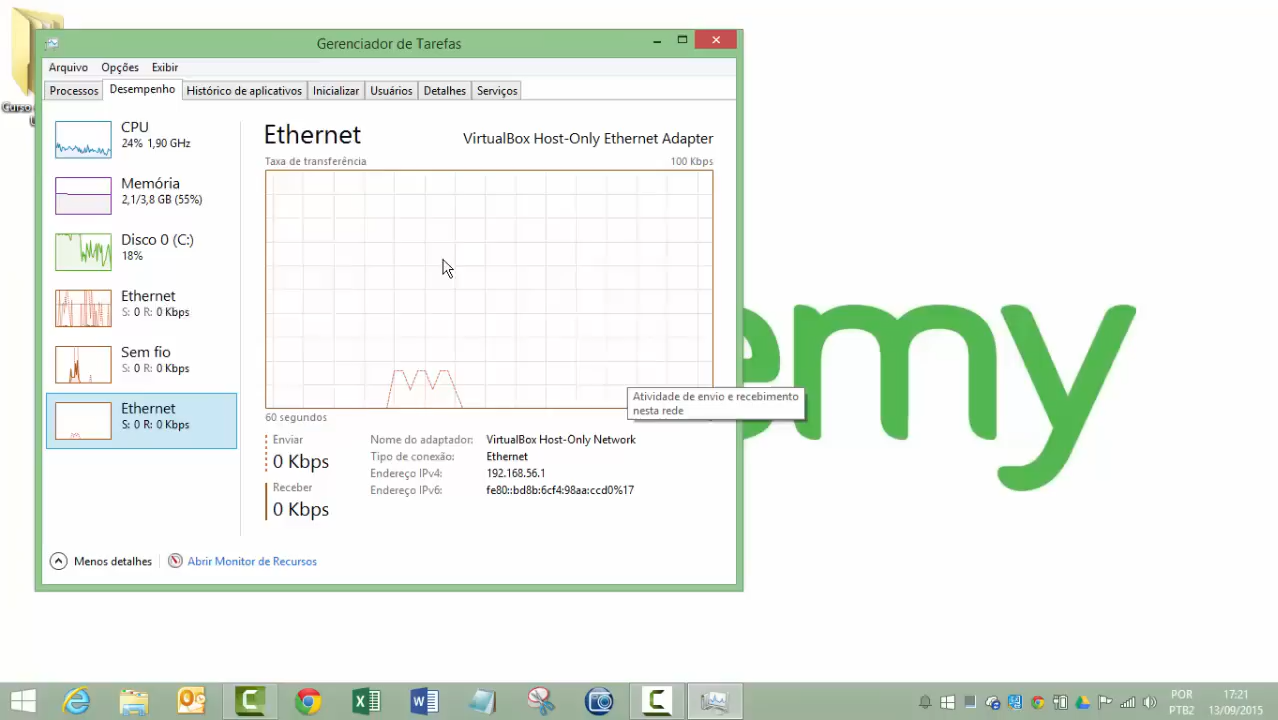 Gerenciador de Tarefas
Arquivo Opções Exibir
Processos Desempenho Histórico de aplicativos Inicializar Usuários Detalhes Serviços
CPU
24% 1,90 GHz
Memória
2,1/3,8 GB (55%)
Disco 0 (C:)
18%
Ethernet
S: 0 R: 0 Kbps
Sem fio
S: 0 R: 0 Kbps
Ethernet
S: 0 R: 0 Kbps
Ethernet VirtualBox Host-Only Ethernet Adapter
Taxa de transferência 100 Kbps
60 segundos
Atividade de envio e recebimento
nesta rede
Enviar
0 Kbps
Receber
0 Kbps
Nome do adaptador: VirtualBox Host-Only Network
Tipo de conexão: Ethernet
Endereço IPv4: 192.168.56.1
Endereço IPv6: fe80::bd8b:6cf4:98aa:ccd0%17
Menos detalhes Abrir Monitor de Recursos
Curso
emy
POR
PTB2
17:21
13/09/2015